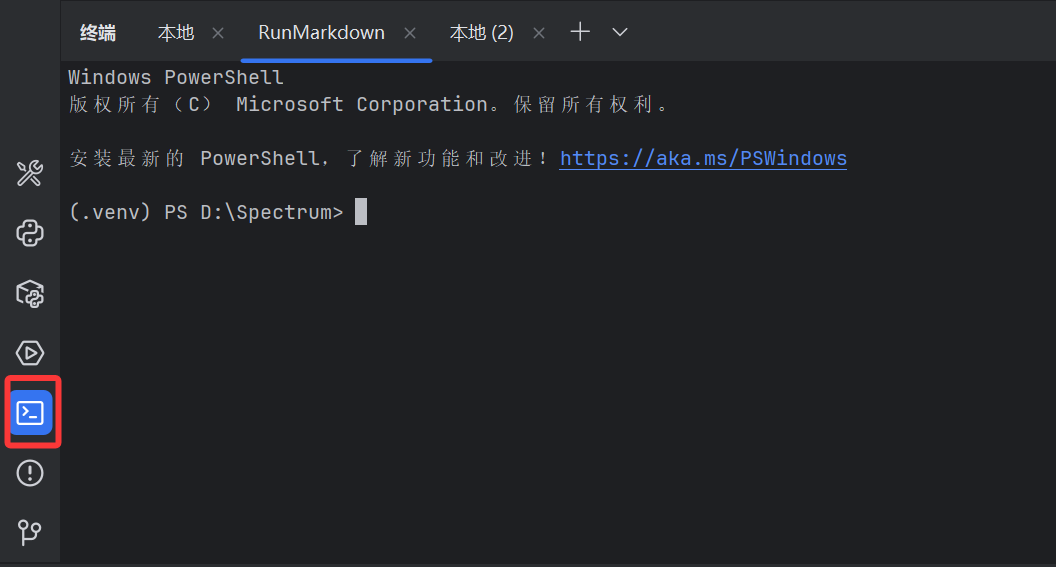 终端 本地 RunMarkdown 本地 (2)
Windows PowerShell
版权所有（C） Microsoft Corporation。保留所有权利。
安装最新的 PowerShell，了解新功能和改进！https://aka.ms/PSWindows
(.venv) PS D:\Spectrum>